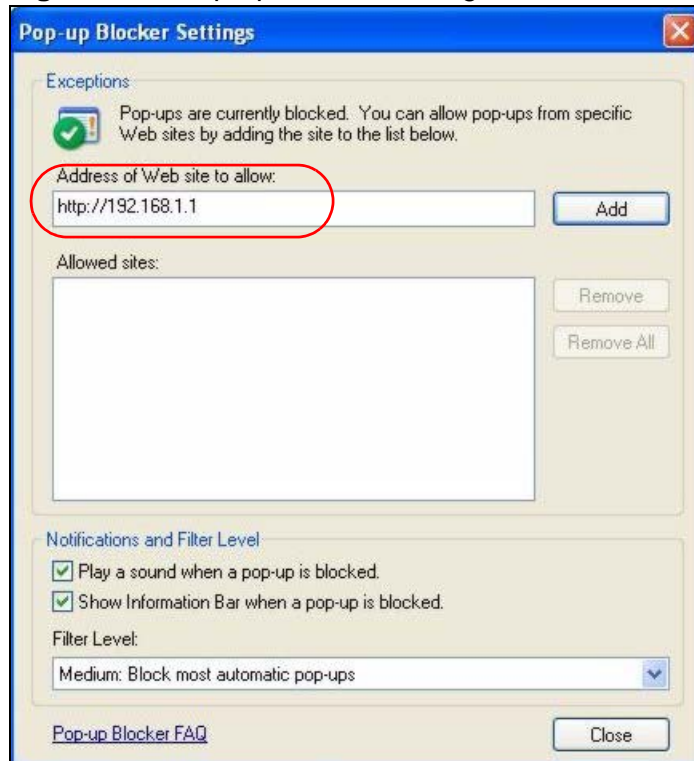 Pop-up Blocker Settings
Exceptions
Pop-ups are currently blocked. You can allow pop-ups from specific
Web sites by adding the site to the list below.
Address of Web site to allow:
http://192.168.1.1
Add
Allowed sites:
Remove
Remove All
Notifications and Filter Level
Play a sound when a pop-up is blocked.
Show Information Bar when a pop-up is blocked.
Filter Level:
Medium: Block most automatic pop-ups
Pop-up Blocker FAQ
Close